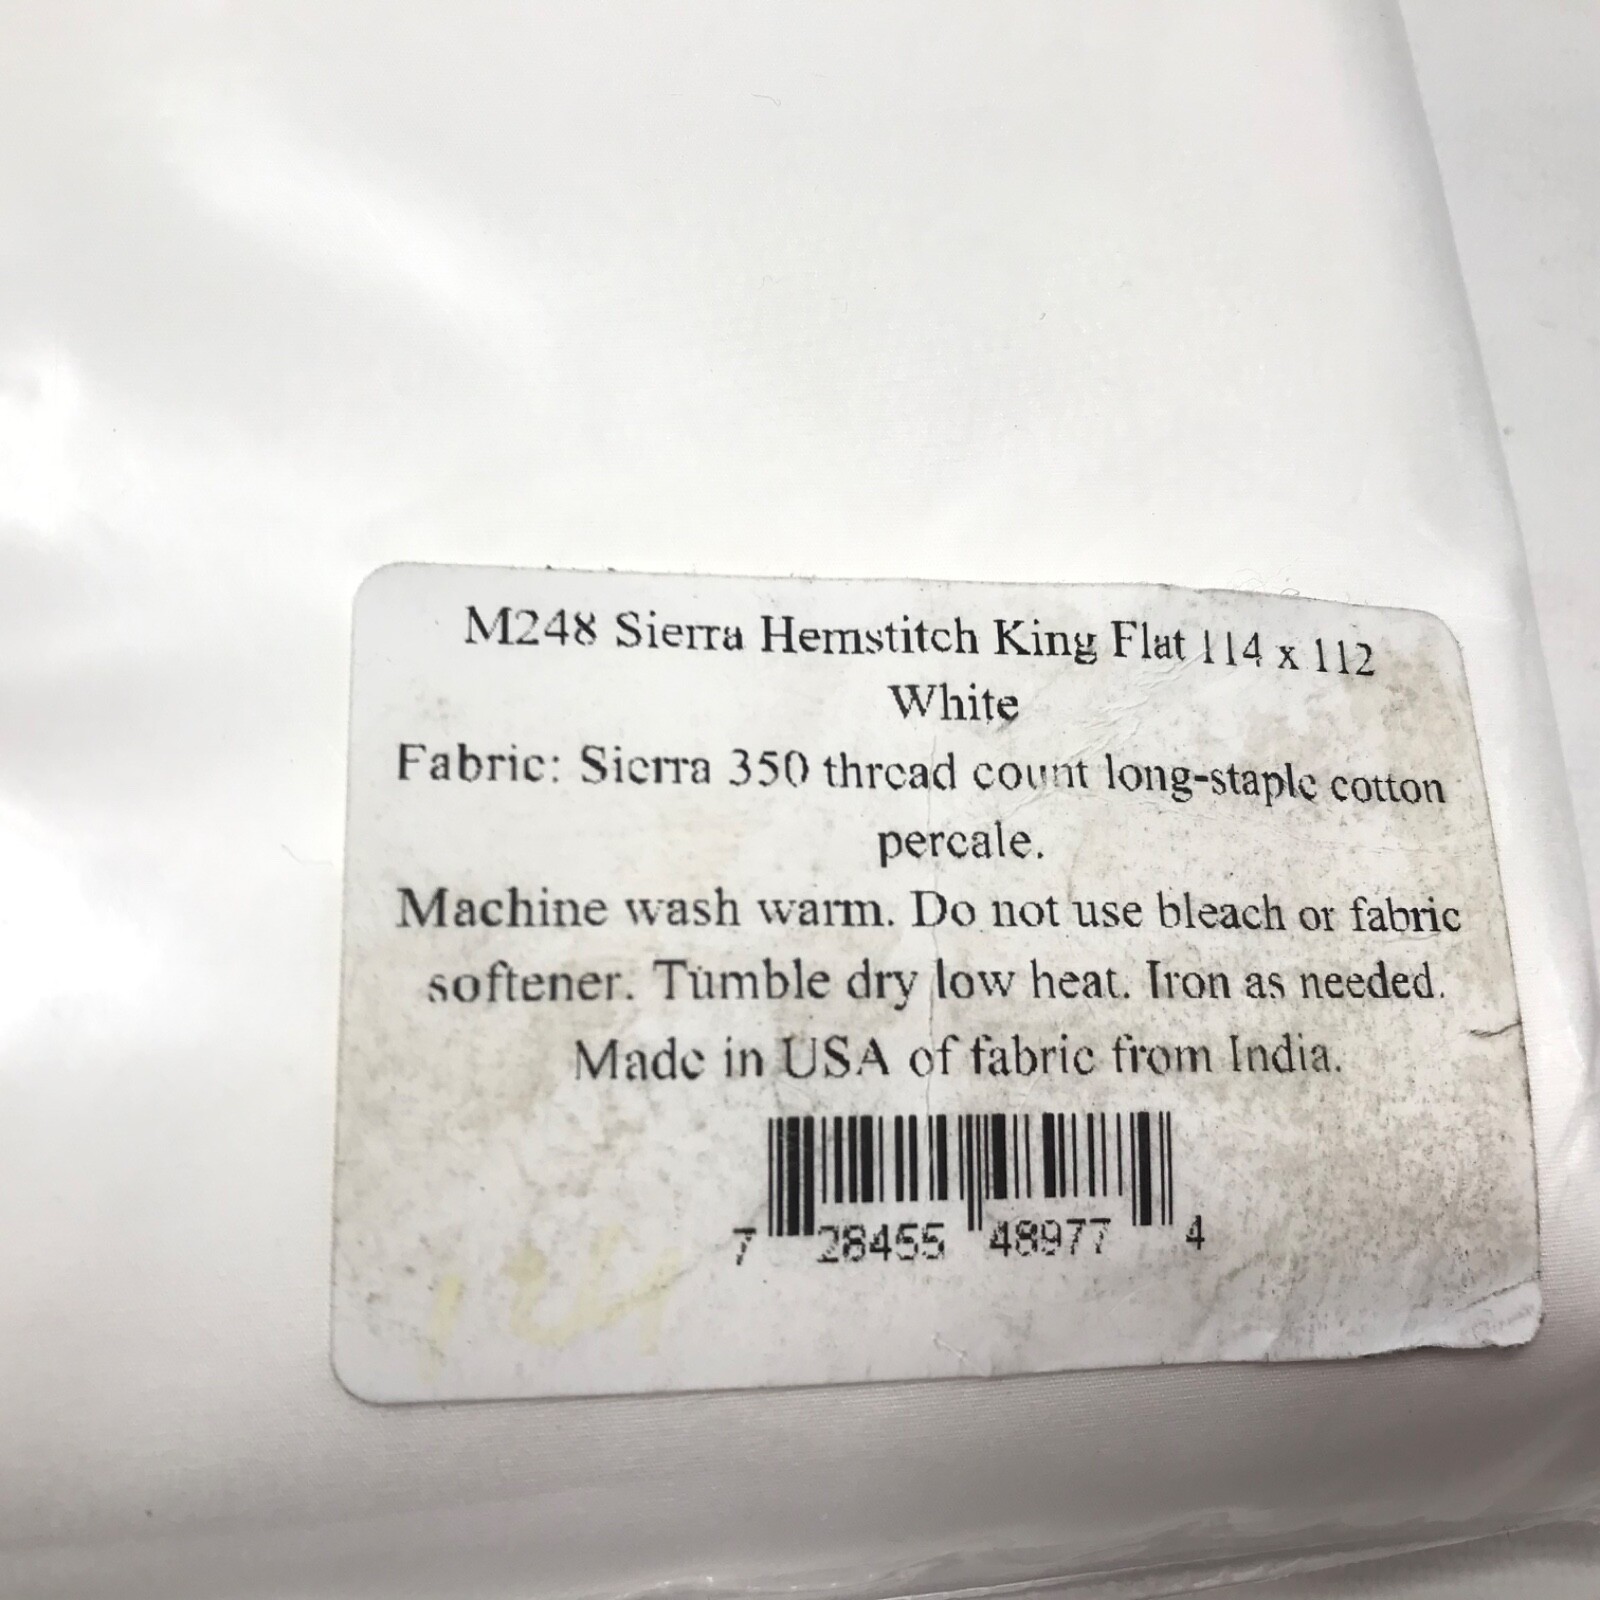 M248 Sierra Hemstitch King Flat 114 x 112
White
Fabric: Sierra 350 thread count long-staple cotton
percale.
Machine wash warm. Do not use bleach or fabric
softener. Tumble dry low heat. Iron as needed.
Made in USA of fabric from India.
7 28455 48977 4